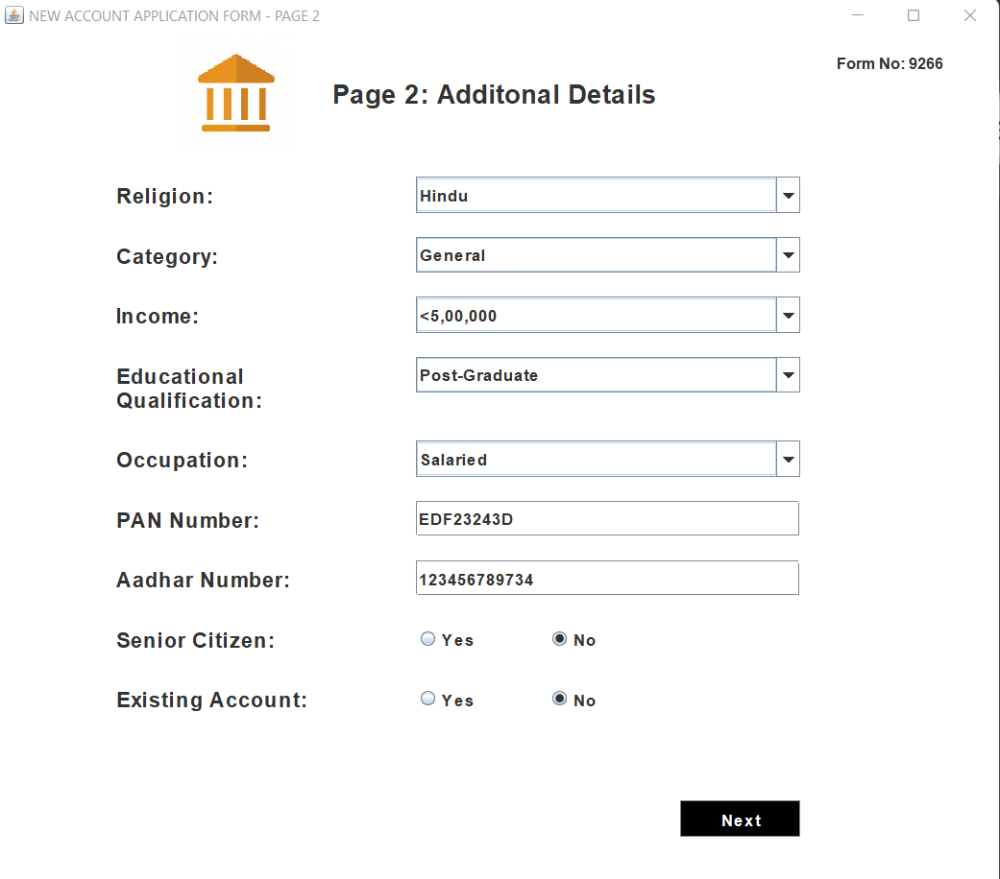 NEW ACCOUNT APPLICATION FORM - PAGE 2
Form No: 9266
Page 2: Additonal Details
Religion: Hindu
Category: General
Income: <5,00,000
Educational Post-Graduate
Qualification:
Occupation: Salaried
PAN Number: EDF23243D
Aadhar Number: 123456789734
Senior Citizen: Yes No
Existing Account: Yes No
Next